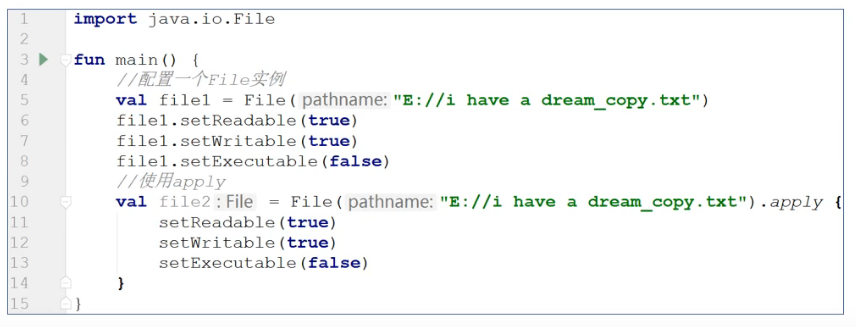 1 import java.io.File
2
3 fun main() {
4 //配置一个File实例
5 val file1 = File( pathname: "E://i have a dream_copy.txt")
6 file1.setReadable(true)
7 file1.setWritable(true)
8 file1.setExecutable(false)
9 //使用apply
10 val file2 : File = File( pathname: "E://i have a dream_copy.txt").apply {
11 setReadable(true)
12 setWritable(true)
13 setExecutable(false)
14 }
15 }